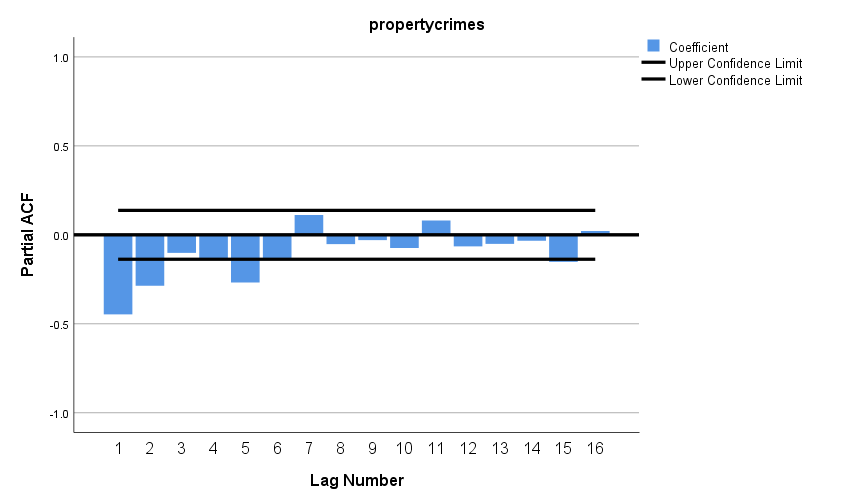 propertycrimes
Coefficient
Upper Confidence Limit
Lower Confidence Limit
Partial ACF
1.0
0.5
0.0
-0.5
-1.0
1 2 3 4 5 6 7 8 9 10 11 12 13 14 15 16
Lag Number